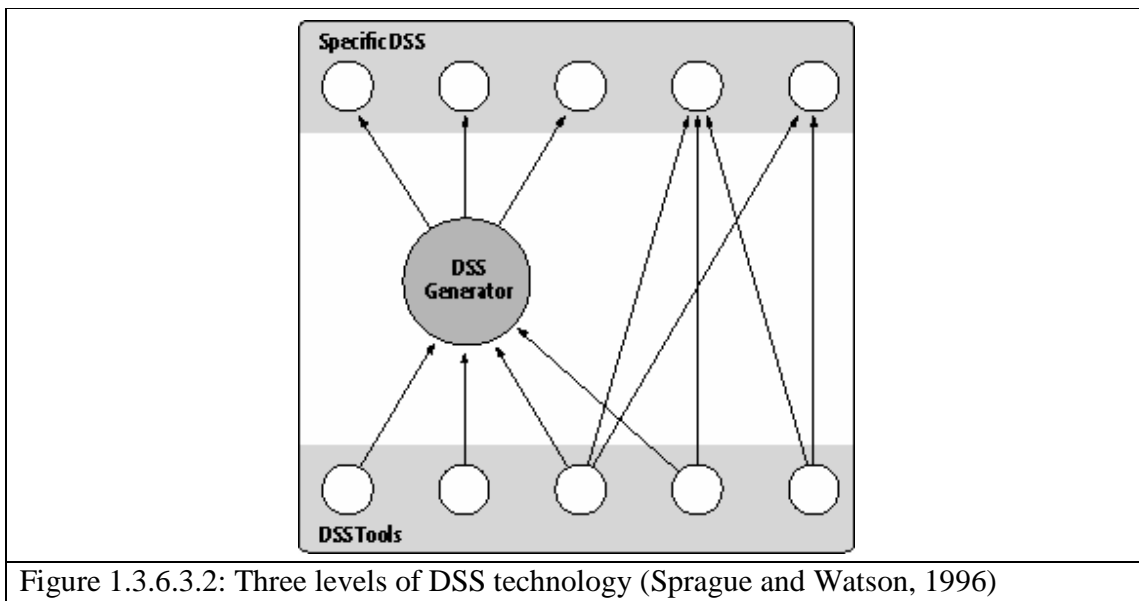 Specific DSS
DSS
Generator
DSS Tools
Figure 1.3.6.3.2: Three levels of DSS technology (Sprague and Watson, 1996)